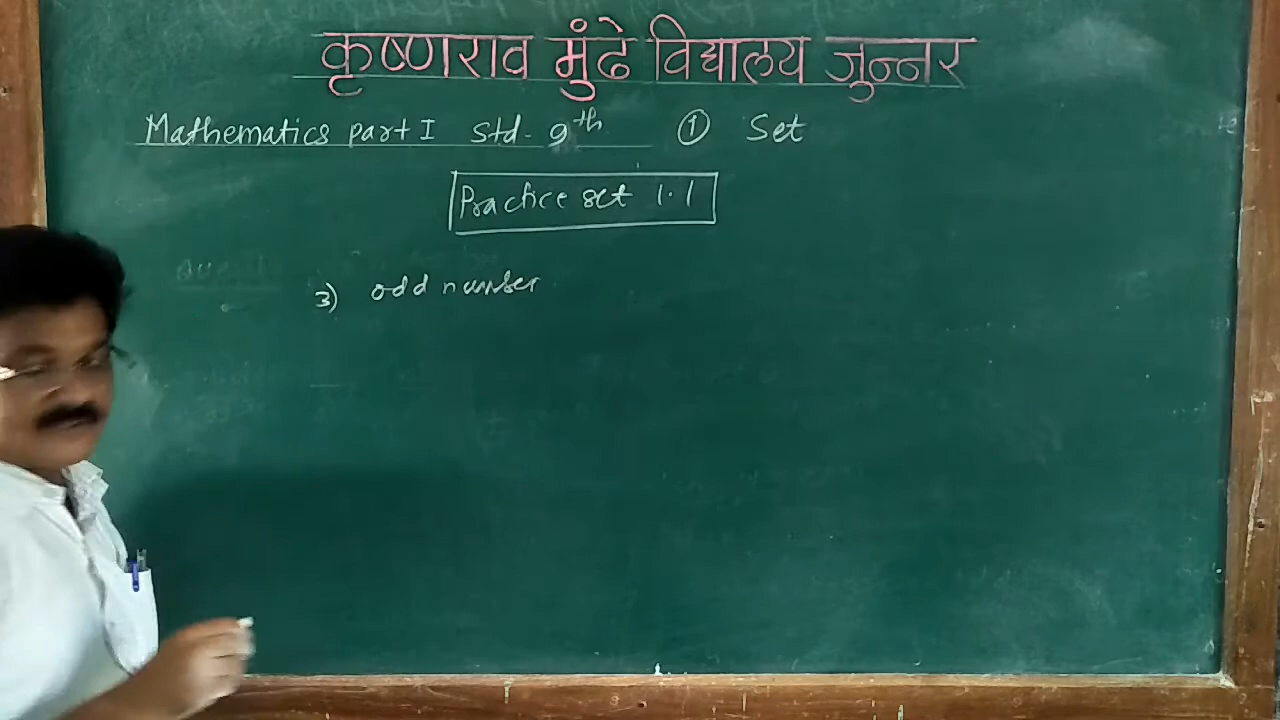 कृष्णराव मुंढे विद्यालय जुन्नर
Mathematics part I Std- 9th ① Set
Practice set 1.1
3) odd number